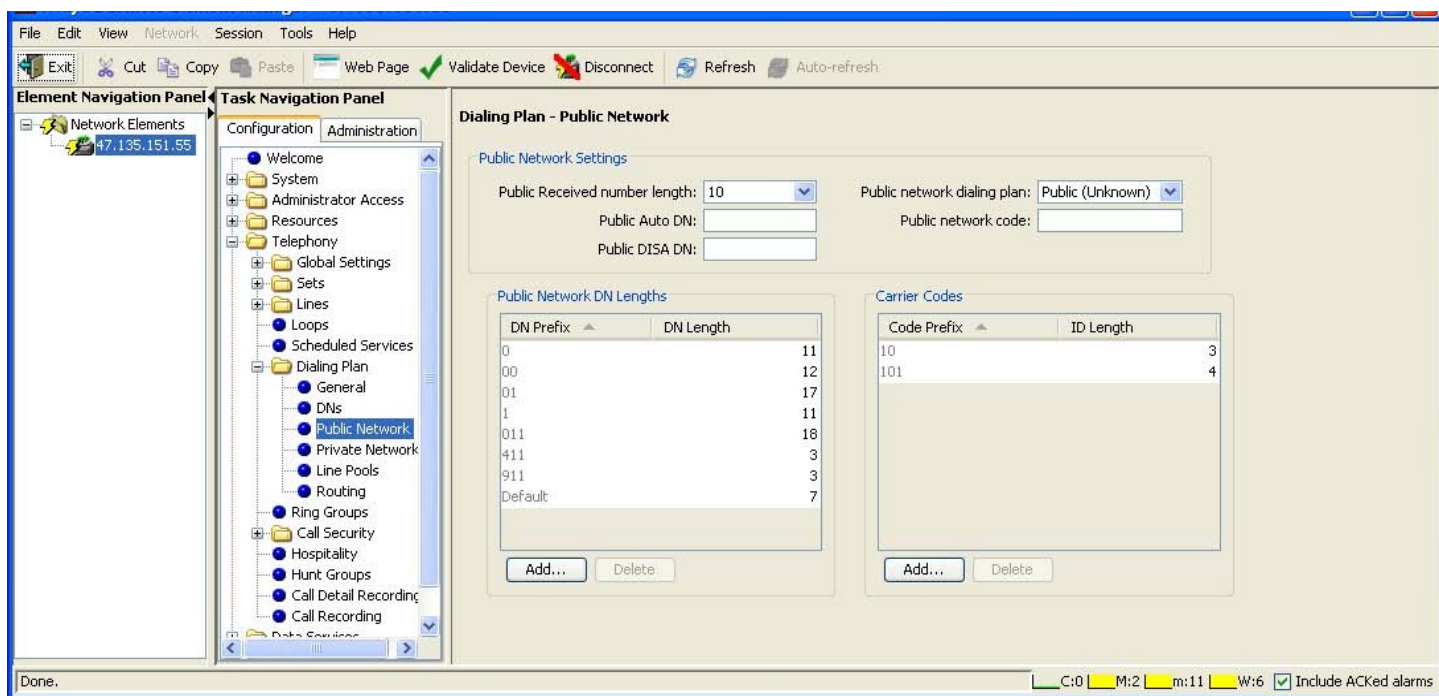 File Edit View Network Session Tools Help
Exit Cut Copy Paste Web Page Validate Device Disconnect Refresh Auto-refresh
Element Navigation Panel
Network Elements
47.135.151.55
Task Navigation Panel
Configuration Administration
Welcome
System
Administrator Access
Resources
Telephony
Global Settings
Sets
Lines
Loops
Scheduled Services
Dialing Plan
General
DNs
Public Network
Private Network
Line Pools
Routing
Ring Groups
Call Security
Hospitality
Hunt Groups
Call Detail Recording
Call Recording
Data Services
Dialing Plan - Public Network
Public Network Settings
Public Received number length: 10 Public network dialing plan: Public (Unknown)
Public Auto DN: Public network code:
Public DISA DN:
Public Network DN Lengths
DN Prefix DN Length
0 11
00 12
01 17
1 11
011 18
411 3
911 3
Default 7
Add... Delete
Carrier Codes
Code Prefix ID Length
10 3
101 4
Add... Delete
Done. C:0 M:2 m:11 W:6 Include ACKed alarms